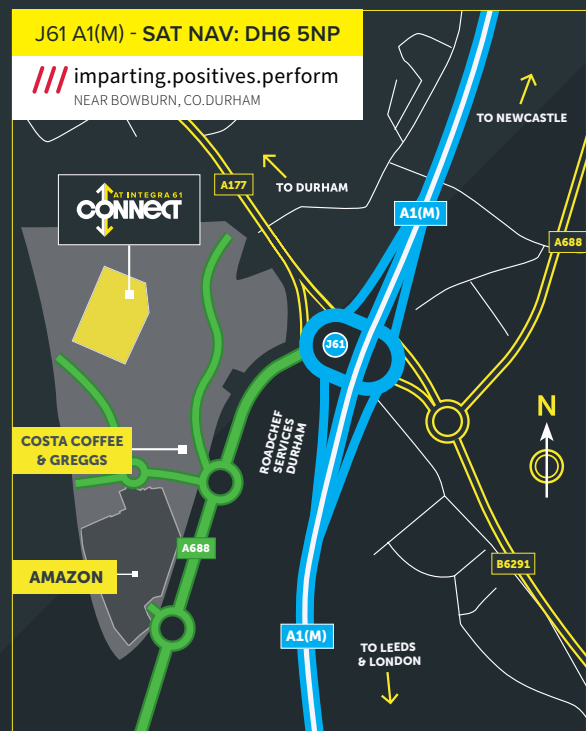 J61 A1(M) - SAT NAV: DH6 5NP
/// imparting.positives.perform
NEAR BOWBURN, CO.DURHAM
TO NEWCASTLE
A177
TO DURHAM
AT INTEGRA 61
CONNECT
A1(M)
A688
J61
COSTA COFFEE
& GREGGS
ROADCHEF
SERVICES
DURHAM
N
A688
B6291
AMAZON
A1(M)
TO LEEDS
& LONDON